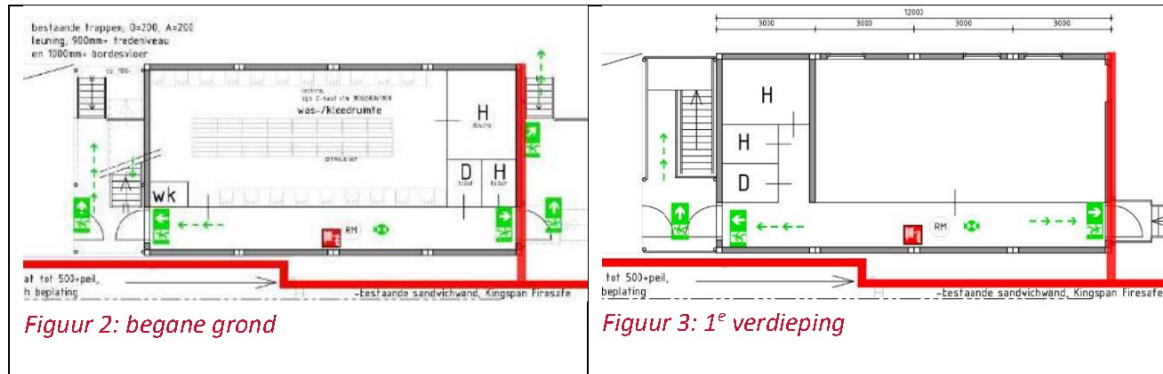 bestaande trappen; O=200, A=200
leuning, 900mm+ tredeniveau
en 1000mm+ bordesvloer
was-/kleedruimte
H
D
H
wk
RM
at tot 500+peil,
h beplating
-bestaande sandwichwand, Kingspan Firesafe
Figuur 2: begane grond
12000
3000
3000
3000
3000
H
H
D
RM
tot 500+peil,
beplating
-bestaande sandwichwand, Kingspan Firesafe
Figuur 3: 1e verdieping